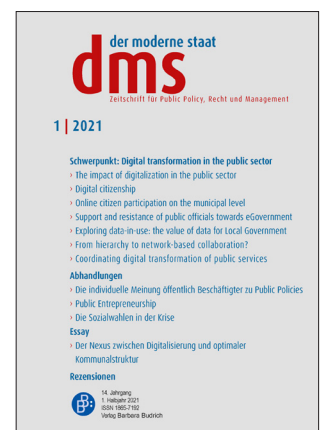 der moderne staat
dms
Zeitschrift für Public Policy, Recht und Management
1 | 2021
Schwerpunkt: Digital transformation in the public sector
› The impact of digitalization in the public sector
› Digital citizenship
› Online citizen participation on the municipal level
› Support and resistance of public officials towards eGovernment
› Exploring data-in-use: the value of data for Local Government
› From hierarchy to network-based collaboration?
› Coordinating digital transformation of public services
Abhandlungen
› Die individuelle Meinung öffentlich Beschäftigter zu Public Policies
› Public Entrepreneurship
› Die Sozialwahlen in der Krise
Essay
› Der Nexus zwischen Digitalisierung und optimaler
Kommunalstruktur
Rezensionen
B:
14. Jahrgang
1. Halbjahr 2021
ISSN 1865-7192
Verlag Barbara Budrich